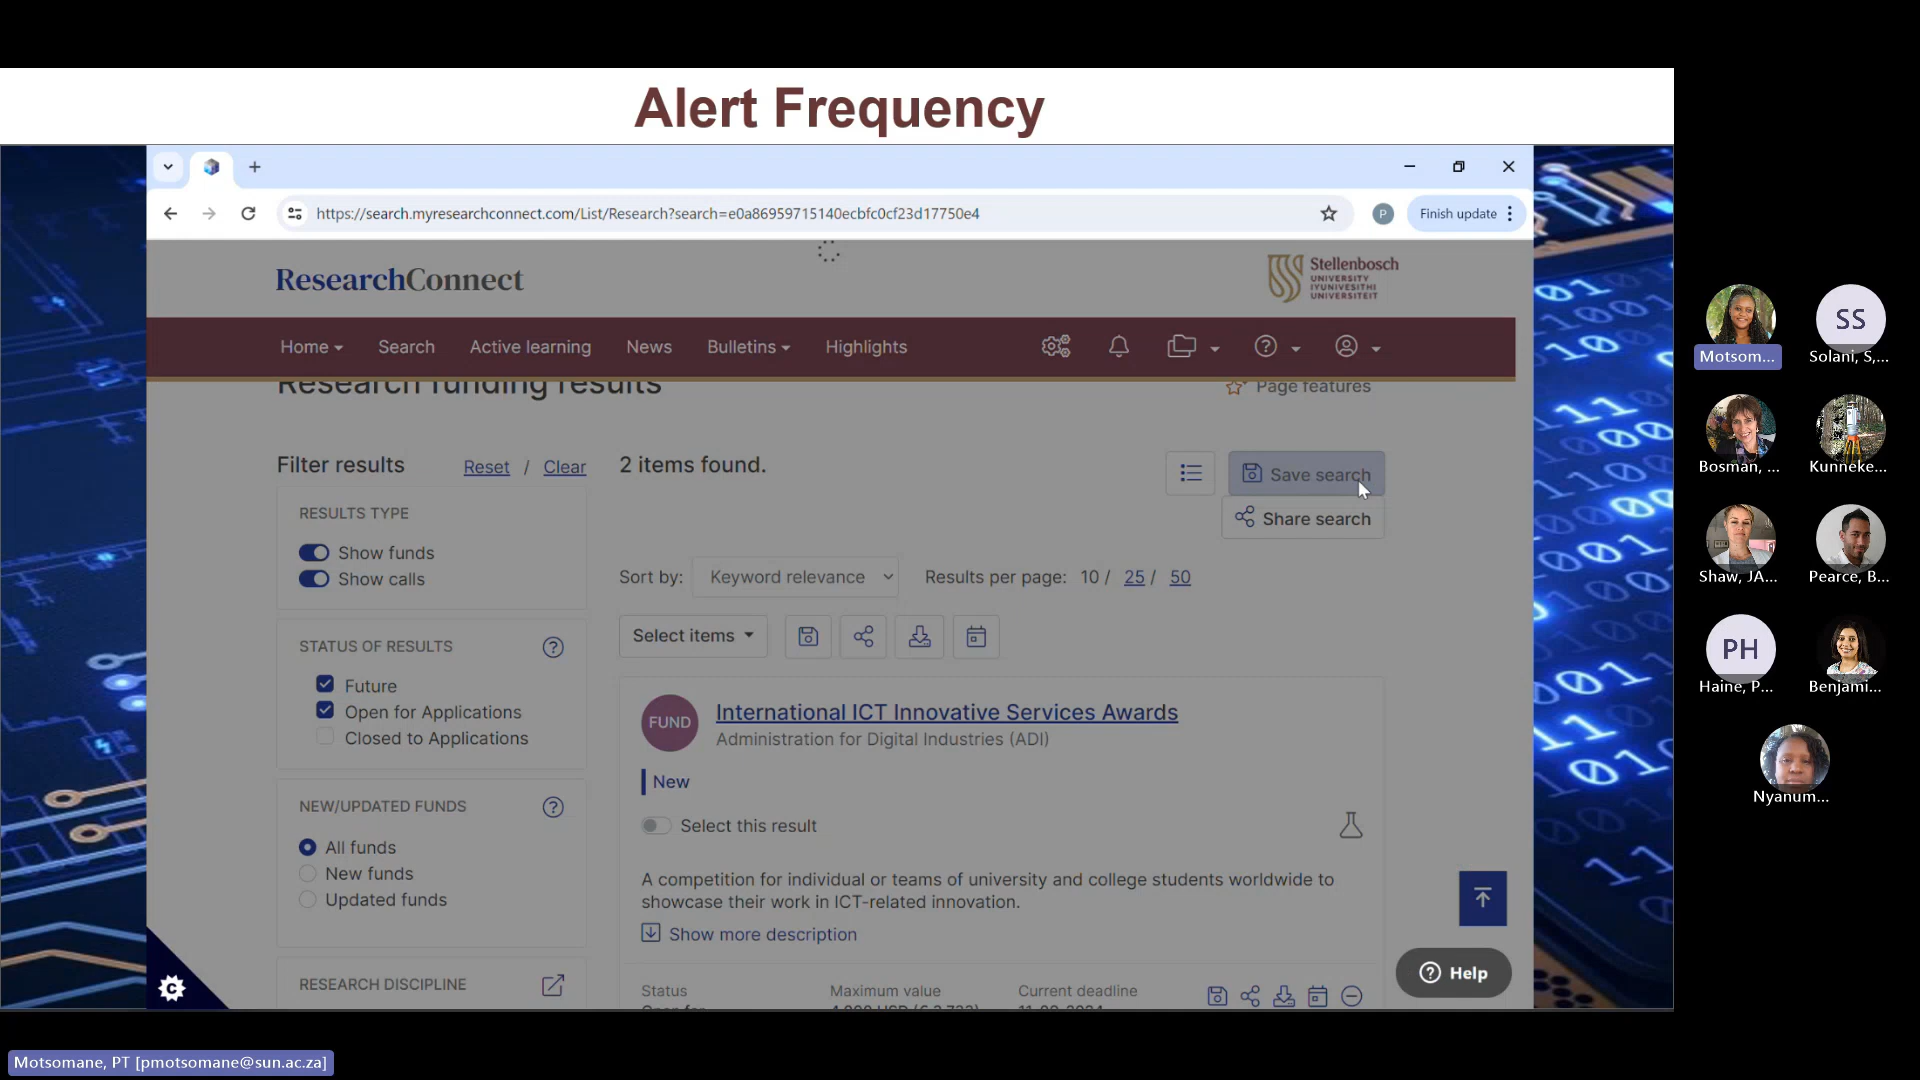 Alert Frequency
https://search.myresearchconnect.com/List/Research?search=e0a86959715140ecbfc0cf23d17750e4
P
Finish update
ResearchConnect
Stellenbosch
UNIVERSITY
IYUNIVESITHI
UNIVERSITEIT
Home
Search
Active learning
News
Bulletins
Highlights
Research funding results
Page features
Filter results
Reset / Clear
2 items found.
Save search
Share search
RESULTS TYPE
Show funds
Show calls
Sort by:
Keyword relevance
Results per page: 10 / 25 / 50
Select items
STATUS OF RESULTS
Future
Open for Applications
Closed to Applications
FUND
International ICT Innovative Services Awards
Administration for Digital Industries (ADI)
New
Select this result
NEW/UPDATED FUNDS
All funds
New funds
Updated funds
A competition for individual or teams of university and college students worldwide to
showcase their work in ICT-related innovation.
Show more description
RESEARCH DISCIPLINE
Status
Maximum value
Current deadline
Help
Motsom...
SS
Solani, S,...
Bosman, ...
Kunneke...
Shaw, JA...
Pearce, B...
PH
Haine, P...
Benjami...
Nyanum...
Motsomane, PT [pmotsomane@sun.ac.za]